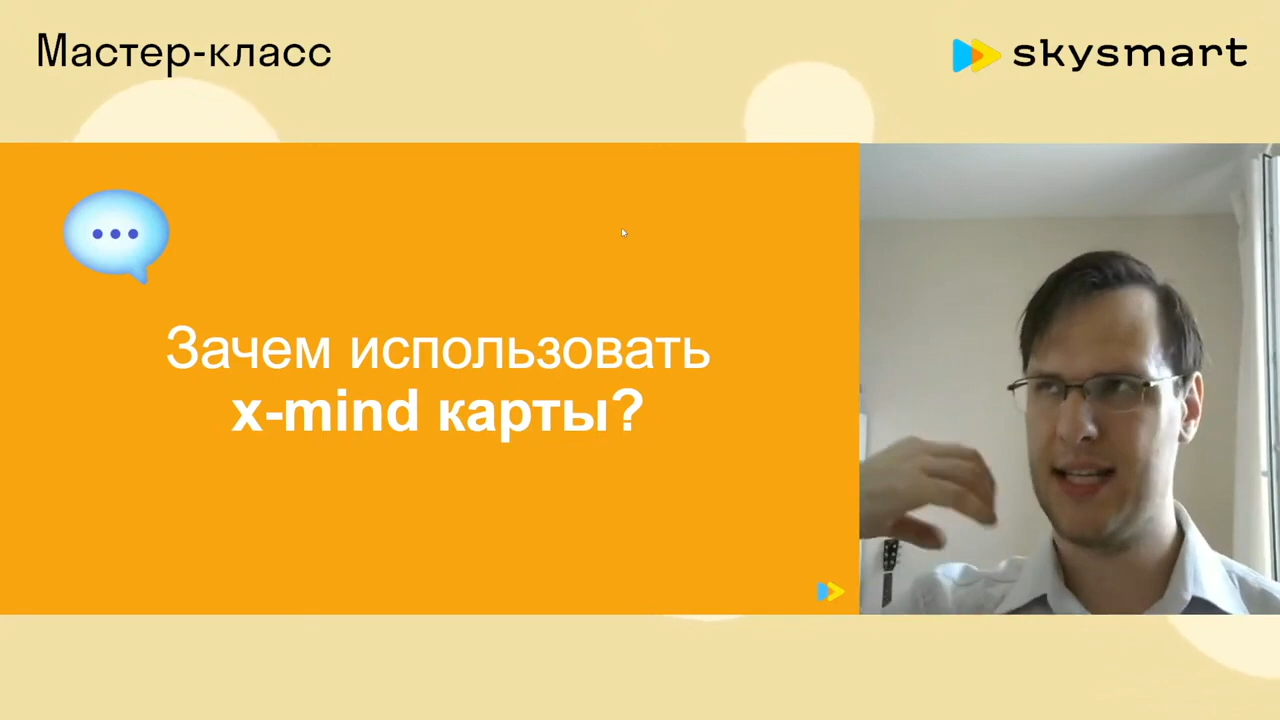 Мастер-класс
skysmart
Зачем использовать
x-mind карты?